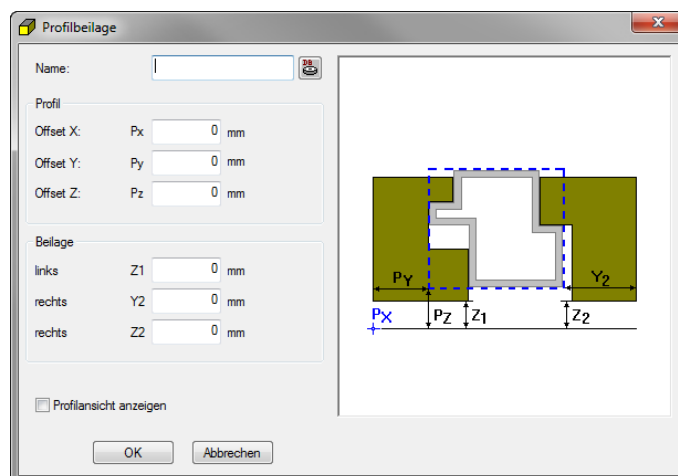 Profilbeilage
Name:
DB
Profil
Offset X: Px 0 mm
Offset Y: Py 0 mm
Offset Z: Pz 0 mm
Beilage
links Z1 0 mm
rechts Y2 0 mm
rechts Z2 0 mm
Profilansicht anzeigen
OK Abbrechen
PY Y2
PX PZ Z1 Z2